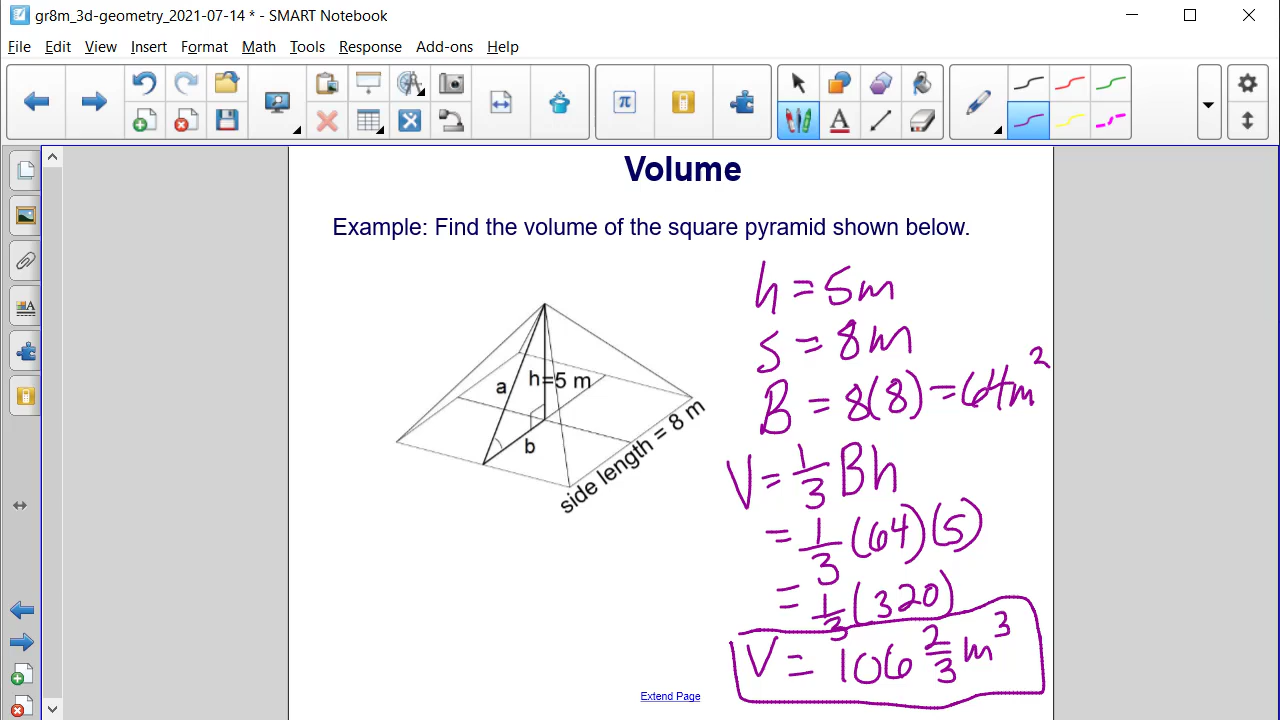 gr8m_3d-geometry_2021-07-14 * - SMART Notebook
File Edit View Insert Format Math Tools Response Add-ons Help
Volume
Example: Find the volume of the square pyramid shown below.
a
h=5 m
b
side length = 8 m
h = 5m
s = 8m
B = 8(8) = 64m²
V = 1/3 Bh
= 1/3 (64)(5)
= 1/3 (320)
V = 106 2/3 m³
Extend Page